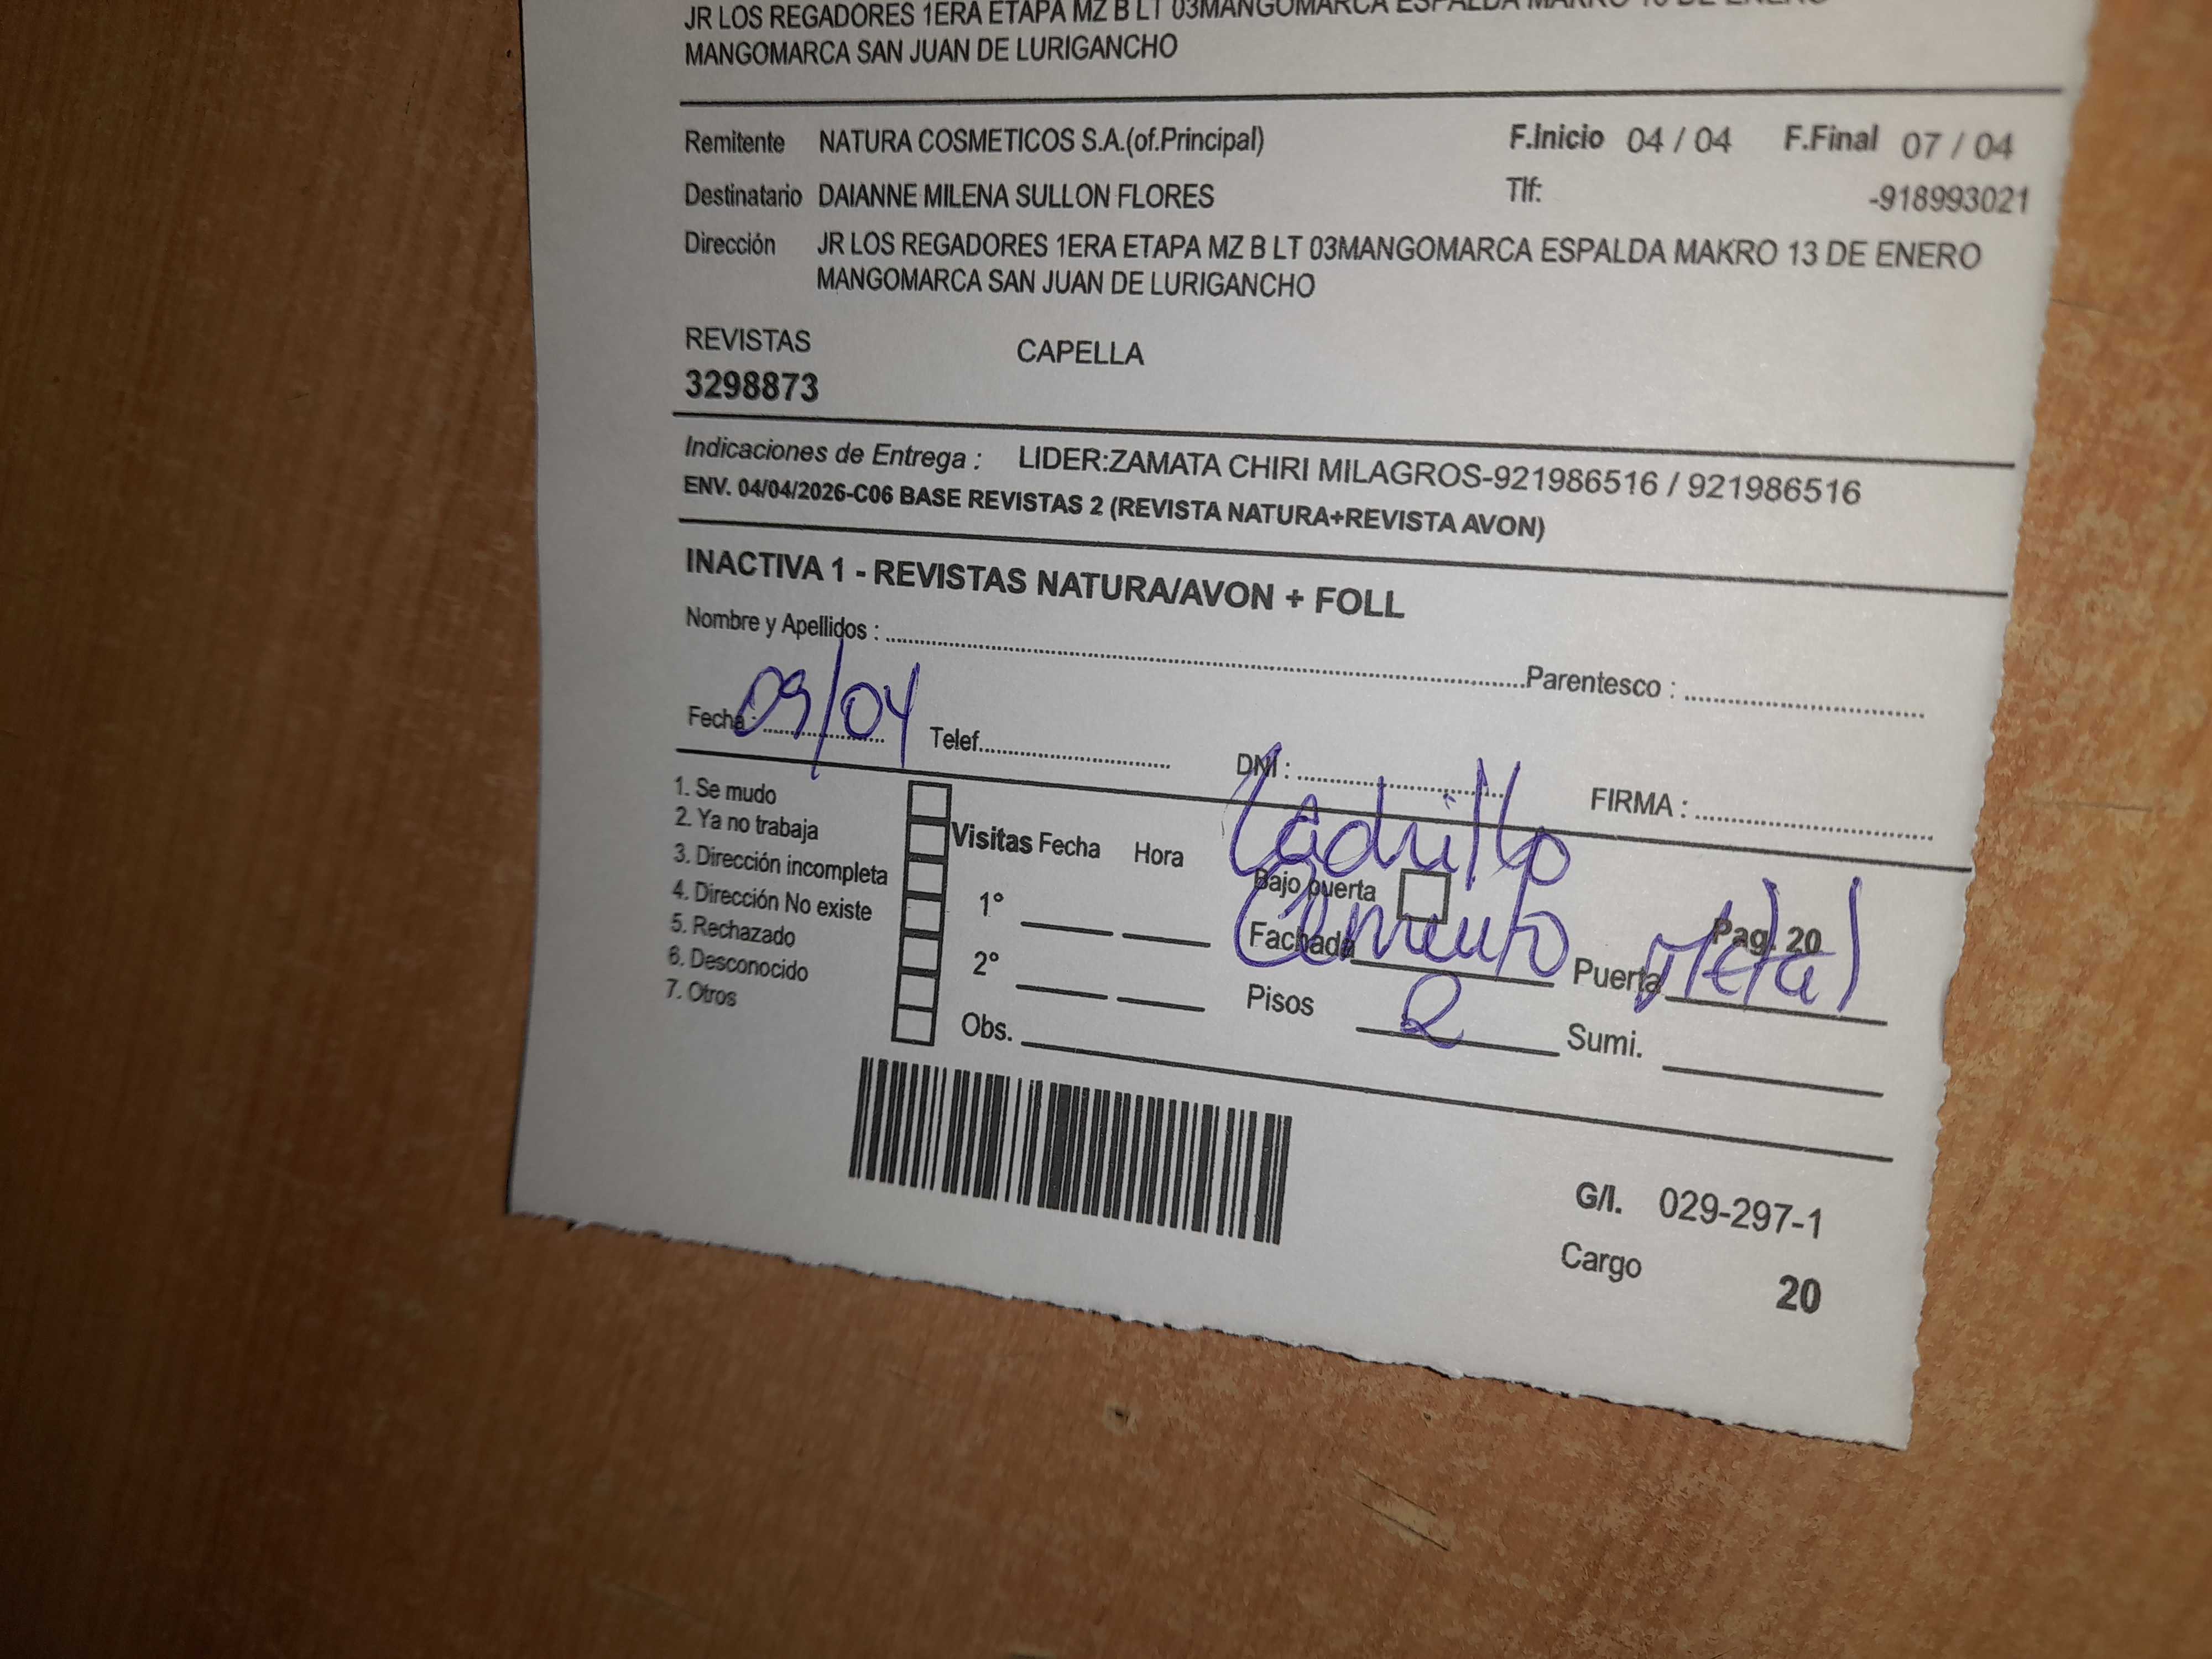 JR LOS REGADORES 1ERA ETAPA MZ B LT 03MANGOMARCA ESPALDA MAKRO 13 DE ENERO
MANGOMARCA SAN JUAN DE LURIGANCHO
Remitente NATURA COSMETICOS S.A.(of.Principal) F.Inicio 04 / 04 F.Final 07 / 04
Destinatario DAIANNE MILENA SULLON FLORES Tlf: -918993021
Dirección JR LOS REGADORES 1ERA ETAPA MZ B LT 03MANGOMARCA ESPALDA MAKRO 13 DE ENERO
MANGOMARCA SAN JUAN DE LURIGANCHO
REVISTAS CAPELLA
3298873
Indicaciones de Entrega : LIDER:ZAMATA CHIRI MILAGROS-921986516 / 921986516
ENV. 04/04/2026-C06 BASE REVISTAS 2 (REVISTA NATURA+REVISTA AVON)
INACTIVA 1 - REVISTAS NATURA/AVON + FOLL
Nombre y Apellidos : Parentesco :
Fecha : 09/04 Telef. DNI : FIRMA :
1. Se mudo
2. Ya no trabaja
3. Dirección incompleta
4. Dirección No existe
5. Rechazado
6. Desconocido
7. Otros
Visitas Fecha Hora
1°
2°
Obs.
Ladrillo
Bajo puerta
Pag. 20
Fachada Cemento Puerta Metal
Pisos 2 Sumi.
G/I. 029-297-1
Cargo 20